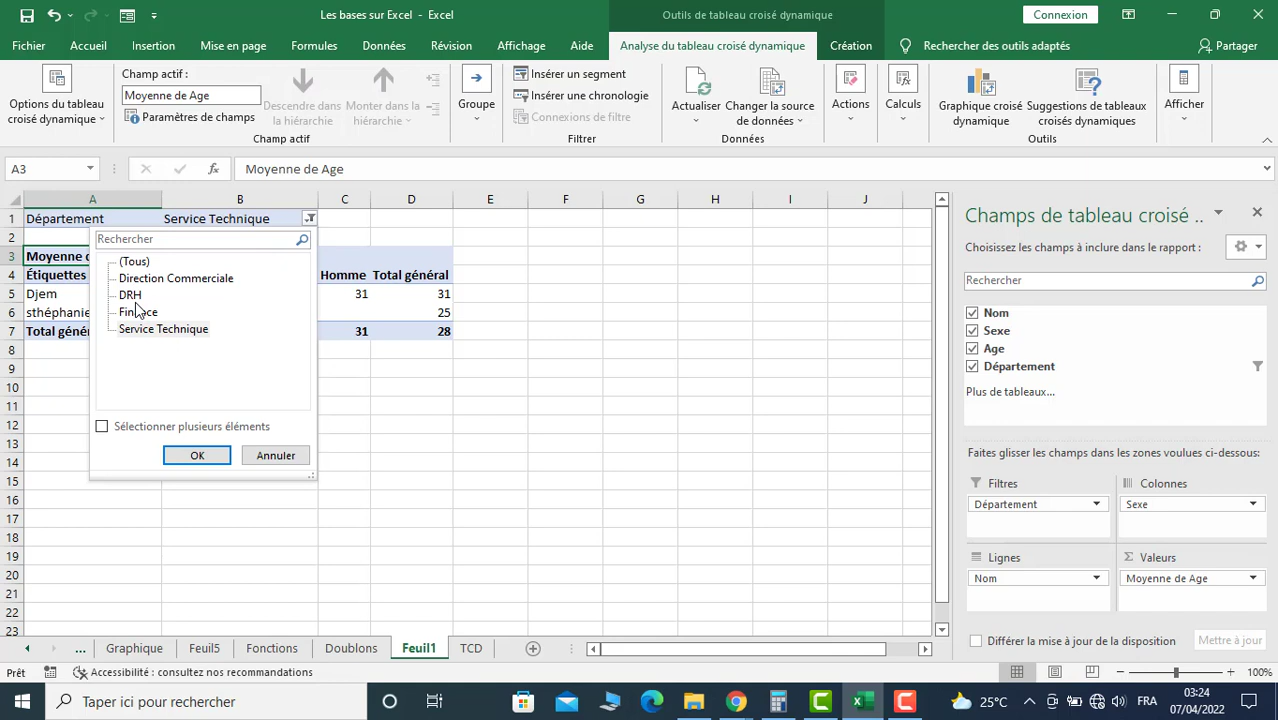 Les bases sur Excel - Excel
Outils de tableau croisé dynamique
Connexion
Fichier
Accueil
Insertion
Mise en page
Formules
Données
Révision
Affichage
Aide
Analyse du tableau croisé dynamique
Création
Rechercher des outils adaptés
Partager
Options du tableau
croisé dynamique
Champ actif :
Moyenne de Age
Paramètres de champs
Descendre dans
la hiérarchie
Monter dans la
hiérarchie
Champ actif
Groupe
Insérer un segment
Insérer une chronologie
Connexions de filtre
Filtrer
Actualiser
Changer la source
de données
Données
Actions
Calculs
Graphique croisé
dynamique
Suggestions de tableaux
croisés dynamiques
Outils
Afficher
A3
fx
Moyenne de Age
A B C D E F G H I J
1 Département Service Technique
2
3 Moyenne d
4 Étiquettes Homme Total général
5 Djem 31 31
6 sthéphanie 25
7 Total géné 31 28
8
9
10
11
12
13
14
15
16
17
18
19
20
21
22
23
Rechercher
(Tous)
Direction Commerciale
DRH
Finance
Service Technique
Sélectionner plusieurs éléments
OK
Annuler
Champs de tableau croisé ..
Choisissez les champs à inclure dans le rapport :
Rechercher
Nom
Sexe
Age
Département
Plus de tableaux...
Faites glisser les champs dans les zones voulues ci-dessous:
Filtres
Colonnes
Département
Sexe
Lignes
Σ Valeurs
Nom
Moyenne de Age
Différer la mise à jour de la disposition
Mettre à jour
...
Graphique
Feuil5
Fonctions
Doublons
Feuil1
TCD
Prêt
Accessibilité : consultez nos recommandations
100%
Taper ici pour rechercher
25°C
FRA
03:24
07/04/2022